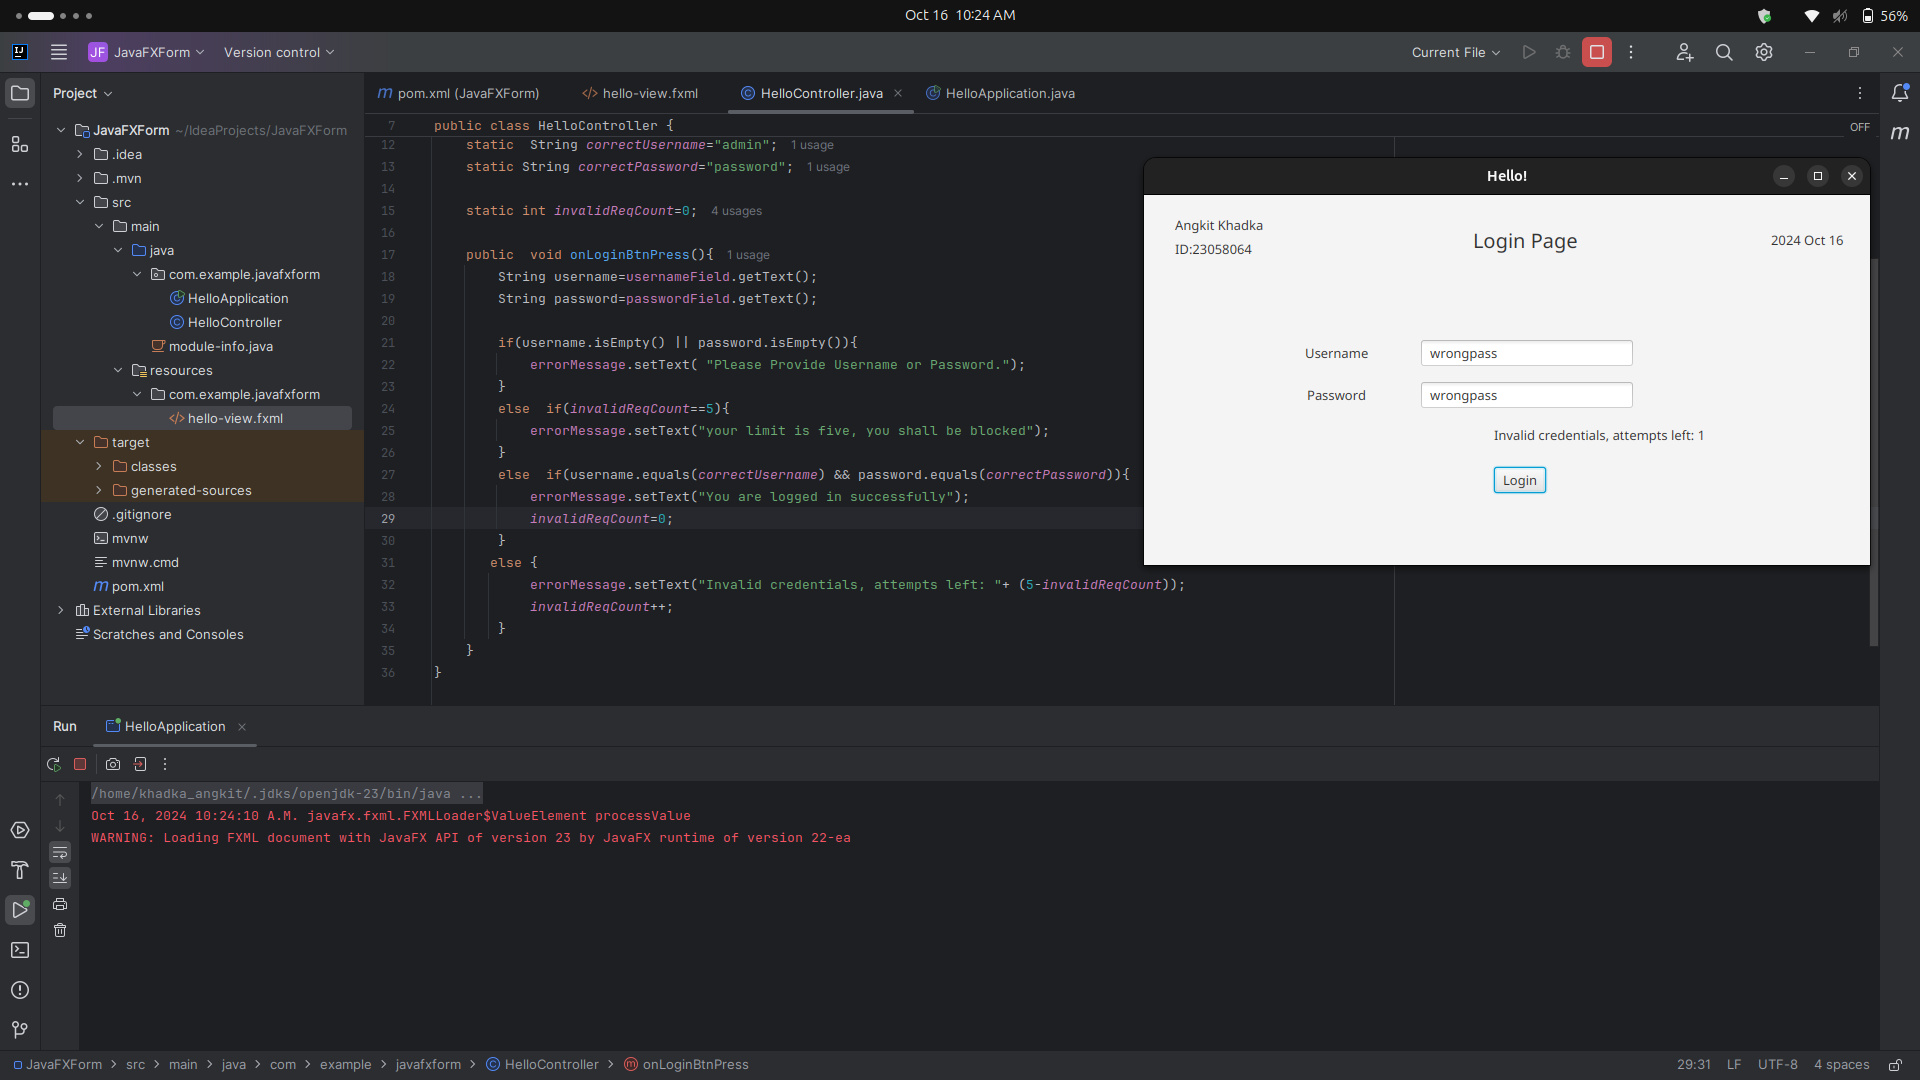 Oct 16  10:24 AM
56%
JF JavaFXForm
Version control
Current File
Project
JavaFXForm ~/IdeaProjects/JavaFXForm
.idea
.mvn
src
main
java
com.example.javafxform
HelloApplication
HelloController
module-info.java
resources
com.example.javafxform
hello-view.fxml
target
classes
generated-sources
.gitignore
mvnw
mvnw.cmd
pom.xml
External Libraries
Scratches and Consoles
pom.xml (JavaFXForm)
hello-view.fxml
HelloController.java
HelloApplication.java
OFF
7 public class HelloController {
12 static  String correctUsername="admin"; 1 usage
13 static String correctPassword="password"; 1 usage
14
15 static int invalidReqCount=0; 4 usages
16
17 public  void onLoginBtnPress(){ 1 usage
18 String username=usernameField.getText();
19 String password=passwordField.getText();
20
21 if(username.isEmpty() || password.isEmpty()){
22 errorMessage.setText( "Please Provide Username or Password.");
23 }
24 else  if(invalidReqCount==5){
25 errorMessage.setText("your limit is five, you shall be blocked");
26 }
27 else  if(username.equals(correctUsername) && password.equals(correctPassword)){
28 errorMessage.setText("You are logged in successfully");
29 invalidReqCount=0;
30 }
31 else {
32 errorMessage.setText("Invalid credentials, attempts left: "+ (5-invalidReqCount));
33 invalidReqCount++;
34 }
35 }
36 }
Hello!
Angkit Khadka
ID:23058064
Login Page
2024 Oct 16
Username wrongpass
Password wrongpass
Invalid credentials, attempts left: 1
Login
Run
HelloApplication
/home/khadka_angkit/.jdks/openjdk-23/bin/java ...
Oct 16, 2024 10:24:10 A.M. javafx.fxml.FXMLLoader$ValueElement processValue
WARNING: Loading FXML document with JavaFX API of version 23 by JavaFX runtime of version 22-ea
JavaFXForm > src > main > java > com > example > javafxform > HelloController > onLoginBtnPress
29:31 LF UTF-8 4 spaces